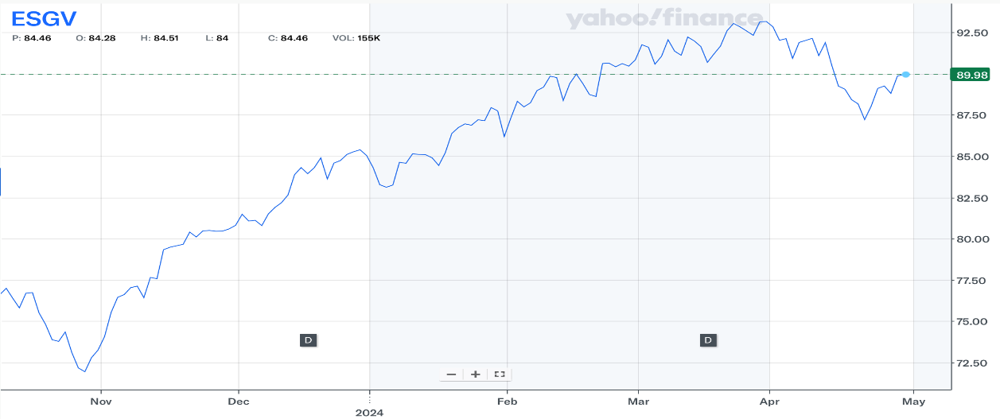 ESGV
yahoo!finance
P: 84.46 O: 84.28 H: 84.51 L: 84 C: 84.46 VOL: 155K
92.50
89.98
87.50
85.00
82.50
80.00
77.50
75.00
D D
72.50
Nov Dec Feb Mar Apr May
2024